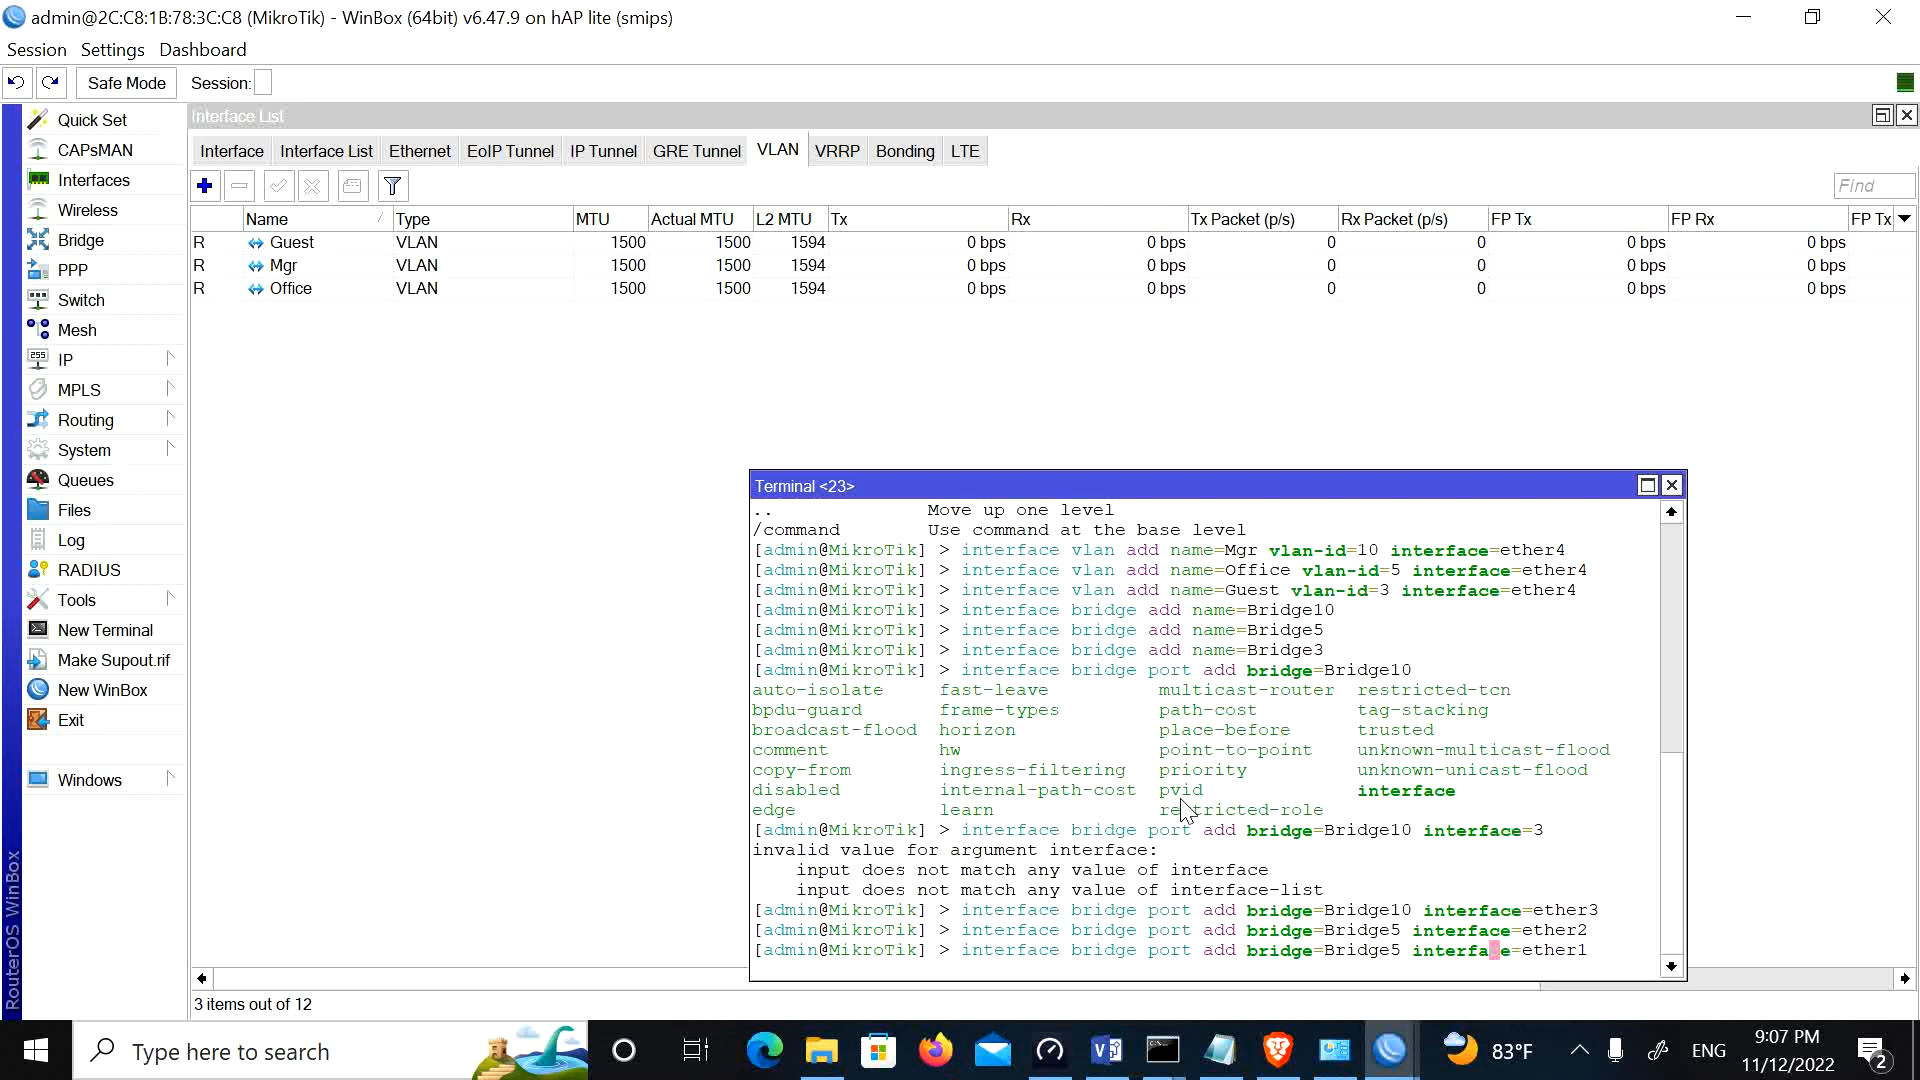 admin@2C:C8:1B:78:3C:C8 (MikroTik) - WinBox (64bit) v6.47.9 on hAP lite (smips)
Session Settings Dashboard
Safe Mode Session:
Interface List
Interface Interface List Ethernet EoIP Tunnel IP Tunnel GRE Tunnel VLAN VRRP Bonding LTE
Find
Name Type MTU Actual MTU L2 MTU Tx Rx Tx Packet (p/s) Rx Packet (p/s) FP Tx FP Rx FP Tx
R Guest VLAN 1500 1500 1594 0 bps 0 bps 0 0 0 bps 0 bps
R Mgr VLAN 1500 1500 1594 0 bps 0 bps 0 0 0 bps 0 bps
R Office VLAN 1500 1500 1594 0 bps 0 bps 0 0 0 bps 0 bps
Quick Set
CAPsMAN
Interfaces
Wireless
Bridge
PPP
Switch
Mesh
255 IP
MPLS
Routing
System
Queues
Files
Log
RADIUS
Tools
New Terminal
Make Supout.rif
New WinBox
Exit
Windows
RouterOS WinBox
Terminal <23>
.. Move up one level
/command Use command at the base level
[admin@MikroTik] > interface vlan add name=Mgr vlan-id=10 interface=ether4
[admin@MikroTik] > interface vlan add name=Office vlan-id=5 interface=ether4
[admin@MikroTik] > interface vlan add name=Guest vlan-id=3 interface=ether4
[admin@MikroTik] > interface bridge add name=Bridge10
[admin@MikroTik] > interface bridge add name=Bridge5
[admin@MikroTik] > interface bridge add name=Bridge3
[admin@MikroTik] > interface bridge port add bridge=Bridge10
auto-isolate fast-leave multicast-router restricted-tcn
bpdu-guard frame-types path-cost tag-stacking
broadcast-flood horizon place-before trusted
comment hw point-to-point unknown-multicast-flood
copy-from ingress-filtering priority unknown-unicast-flood
disabled internal-path-cost pvid interface
edge learn restricted-role
[admin@MikroTik] > interface bridge port add bridge=Bridge10 interface=3
invalid value for argument interface:
input does not match any value of interface
input does not match any value of interface-list
[admin@MikroTik] > interface bridge port add bridge=Bridge10 interface=ether3
[admin@MikroTik] > interface bridge port add bridge=Bridge5 interface=ether2
[admin@MikroTik] > interface bridge port add bridge=Bridge5 interface=ether1
3 items out of 12
Type here to search
83°F
ENG
9:07 PM
11/12/2022
2